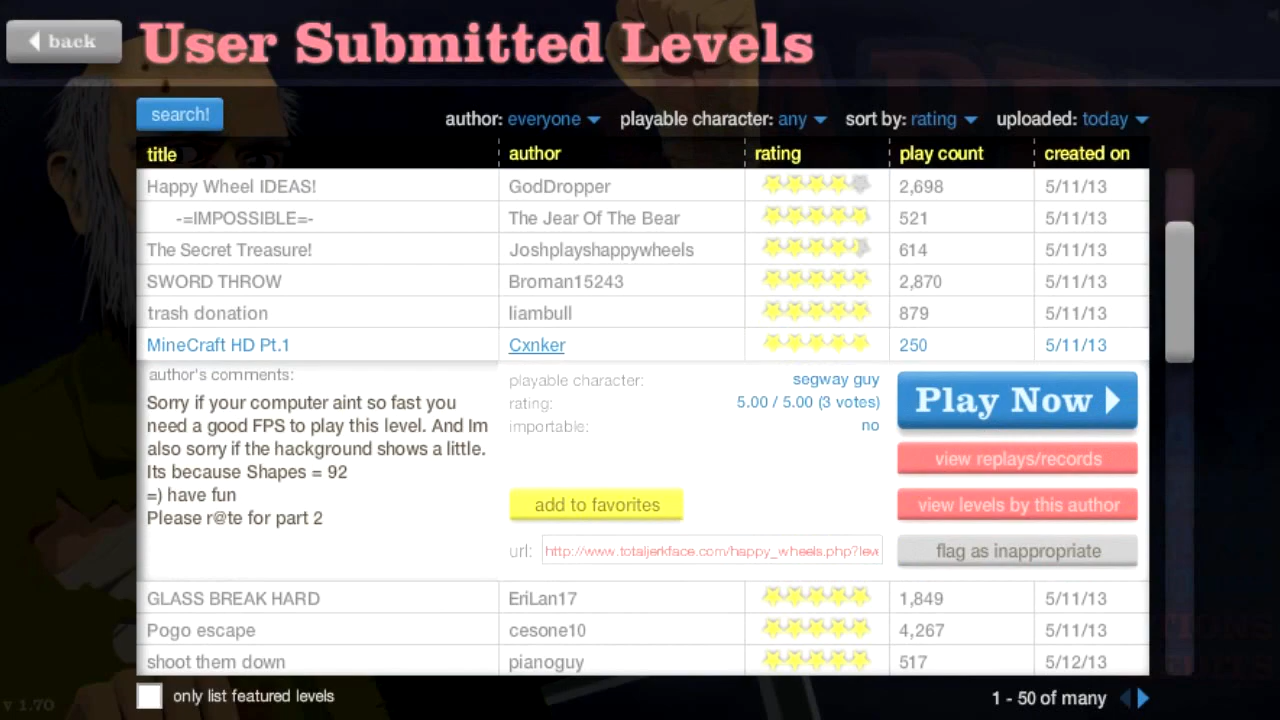 back
User Submitted Levels
search!
author: everyone playable character: any sort by: rating uploaded: today
title author rating play count created on
Happy Wheel IDEAS! GodDropper 2,698 5/11/13
-=IMPOSSIBLE=- The Jear Of The Bear 521 5/11/13
The Secret Treasure! Joshplayshappywheels 614 5/11/13
SWORD THROW Broman15243 2,870 5/11/13
trash donation liambull 879 5/11/13
MineCraft HD Pt.1 Cxnker 250 5/11/13
author's comments:
Sorry if your computer aint so fast you
need a good FPS to play this level. And Im
also sorry if the hackground shows a little.
Its because Shapes = 92
=) have fun
Please r@te for part 2
playable character: segway guy
rating: 5.00 / 5.00 (3 votes)
importable: no
add to favorites
url: http://www.totaljerkface.com/happy_wheels.php?leve
Play Now
view replays/records
view levels by this author
flag as inappropriate
GLASS BREAK HARD EriLan17 1,849 5/11/13
Pogo escape cesone10 4,267 5/11/13
shoot them down pianoguy 517 5/12/13
only list featured levels
1 - 50 of many
v 1.70